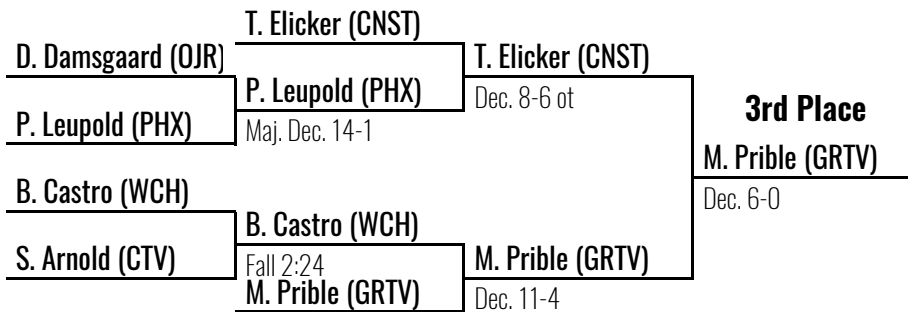 T. Elicker (CNST)
D. Damsgaard (OJR)
T. Elicker (CNST)
P. Leupold (PHX)
Dec. 8-6 ot
3rd Place
P. Leupold (PHX)
Maj. Dec. 14-1
M. Prible (GRTV)
B. Castro (WCH)
Dec. 6-0
B. Castro (WCH)
S. Arnold (CTV)
Fall 2:24
M. Prible (GRTV)
M. Prible (GRTV)
Dec. 11-4